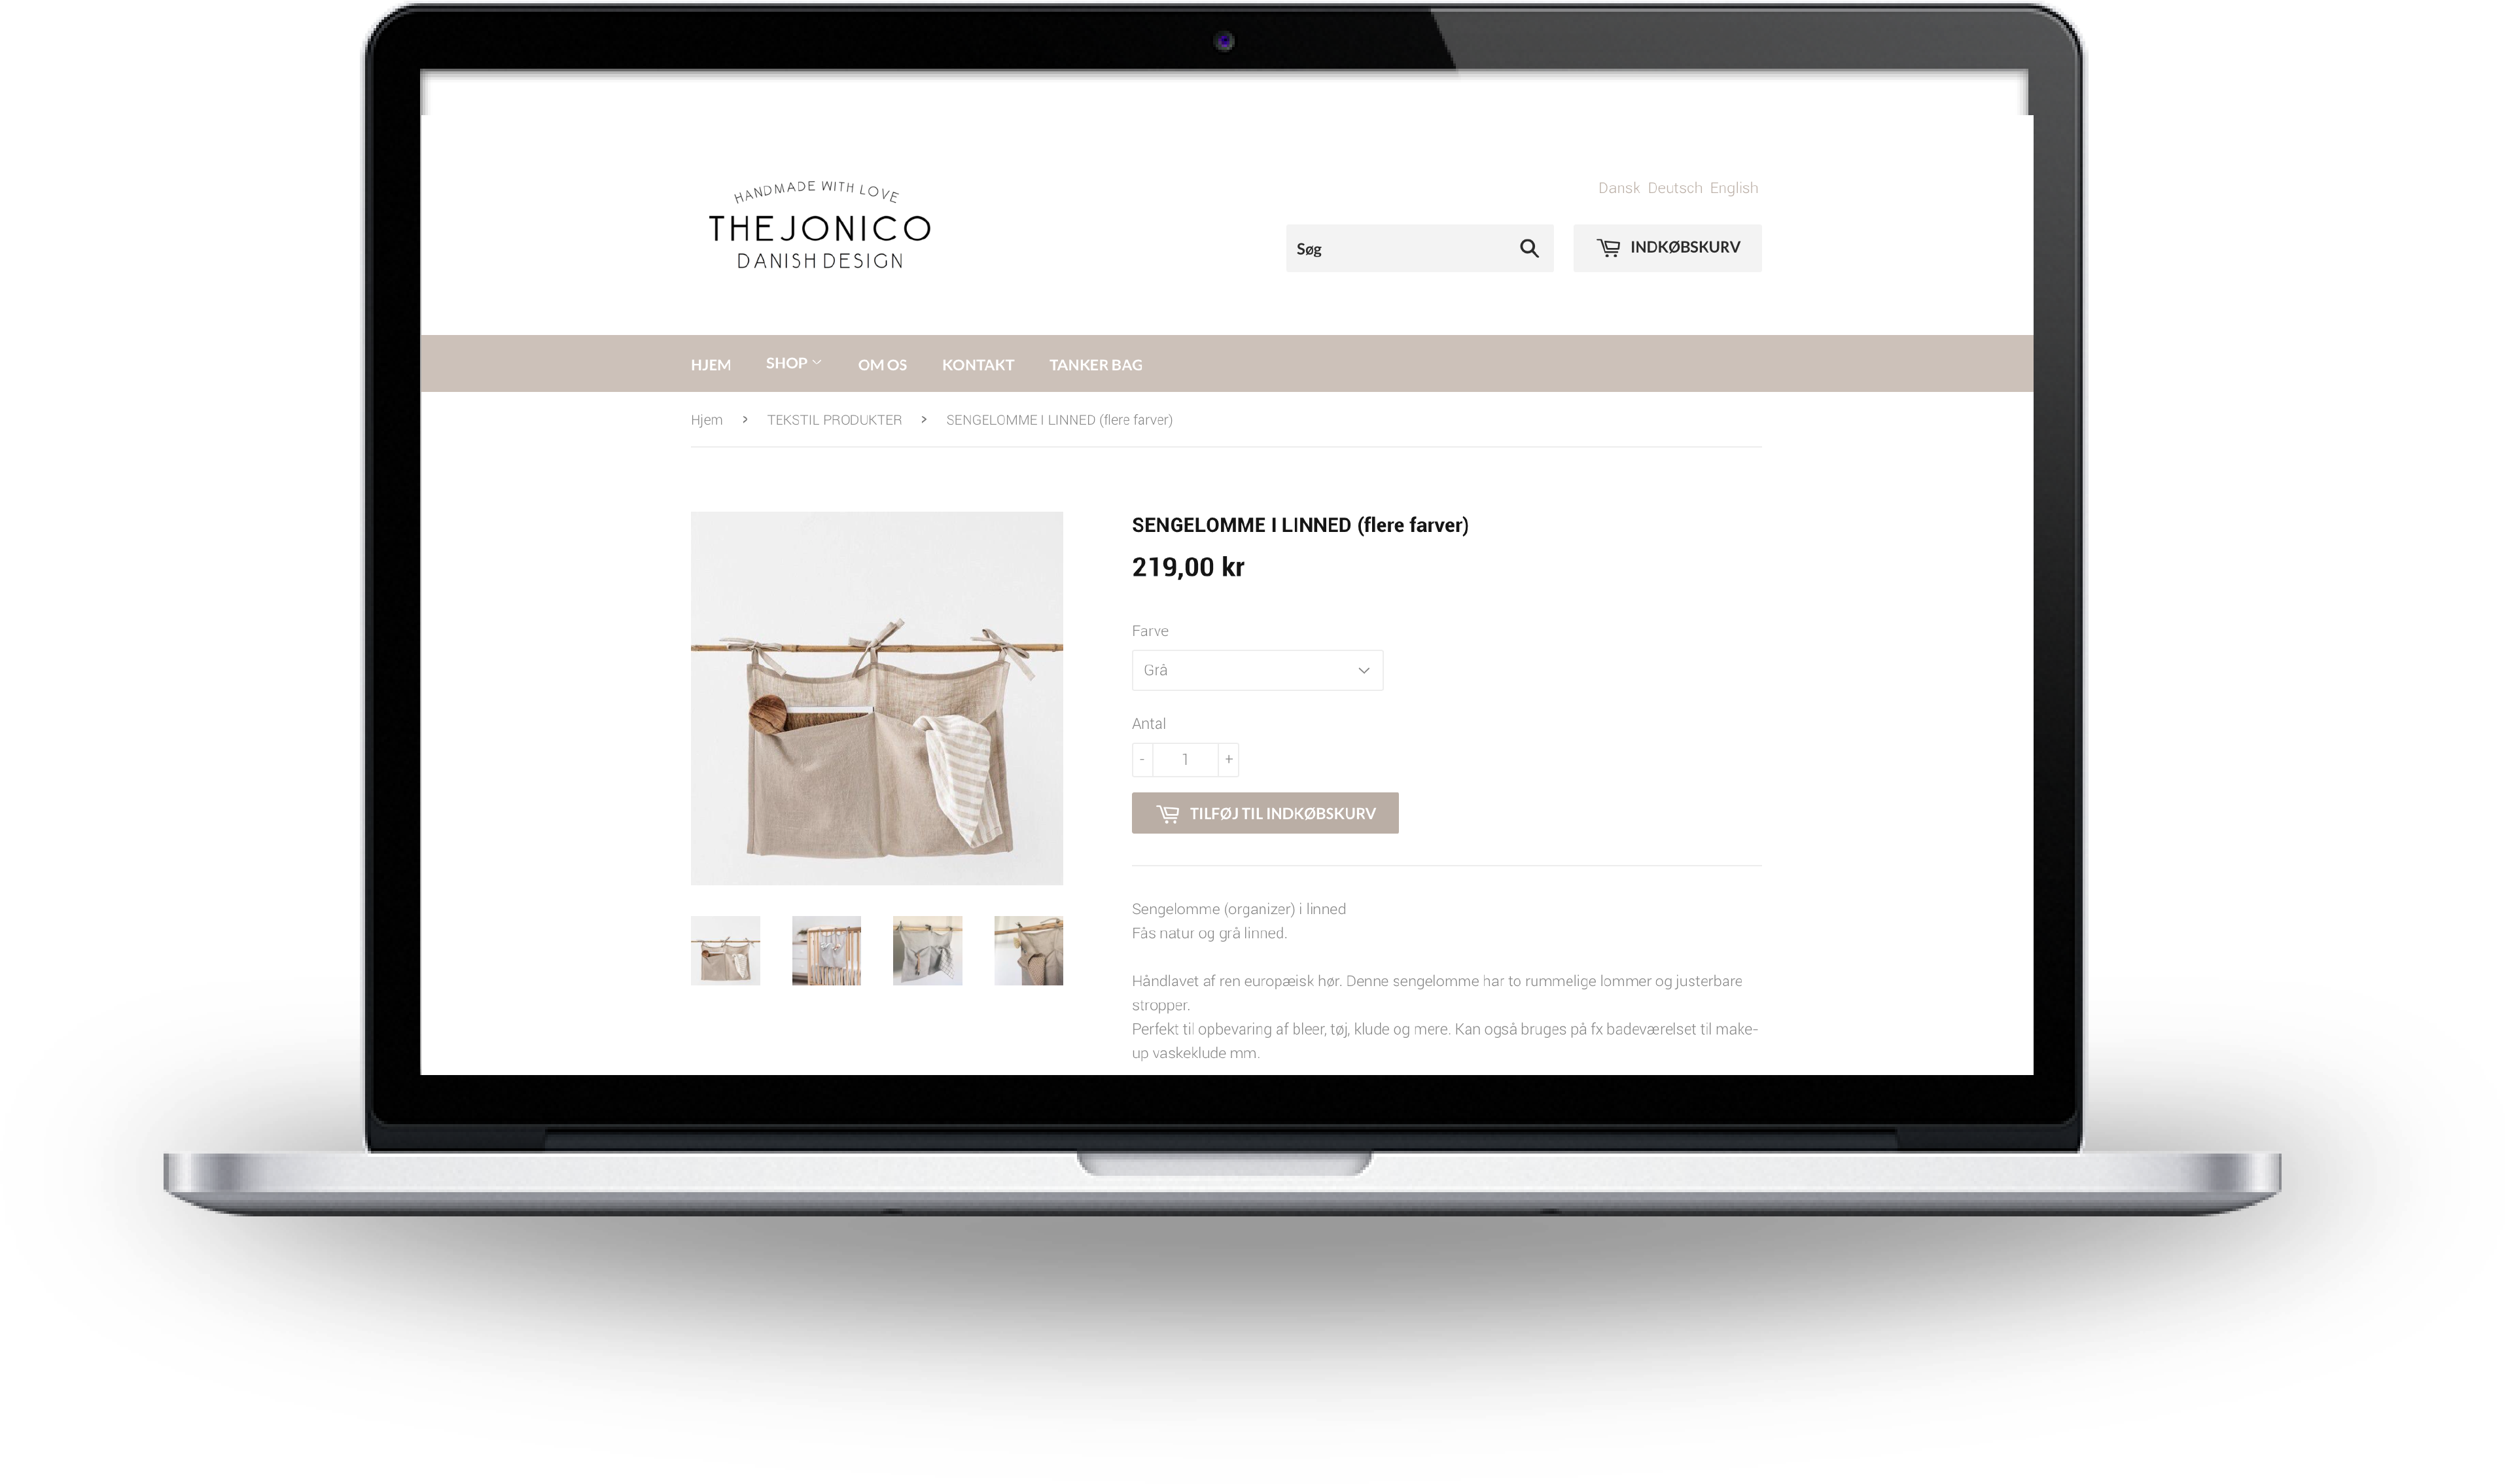 HANDMADE WITH LOVE
THE JONICO
DANISH DESIGN
Dansk Deutsch English
Søg
INDKØBSKURV
HJEM SHOP OM OS KONTAKT TANKER BAG
Hjem > TEKSTIL PRODUKTER > SENGELOMME I LINNED (flere farver)
SENGELOMME I LINNED (flere farver)
219,00 kr
Farve
Grå
Antal
- 1 +
TILFØJ TIL INDKØBSKURV
Sengelomme (organizer) i linned
Fås natur og grå linned.
Håndlavet af ren europæisk hør. Denne sengelomme har to rummelige lommer og justerbare
stropper.
Perfekt til opbevaring af bleer, tøj, klude og mere. Kan også bruges på fx badeværelset til make-
up vaskeklude mm.